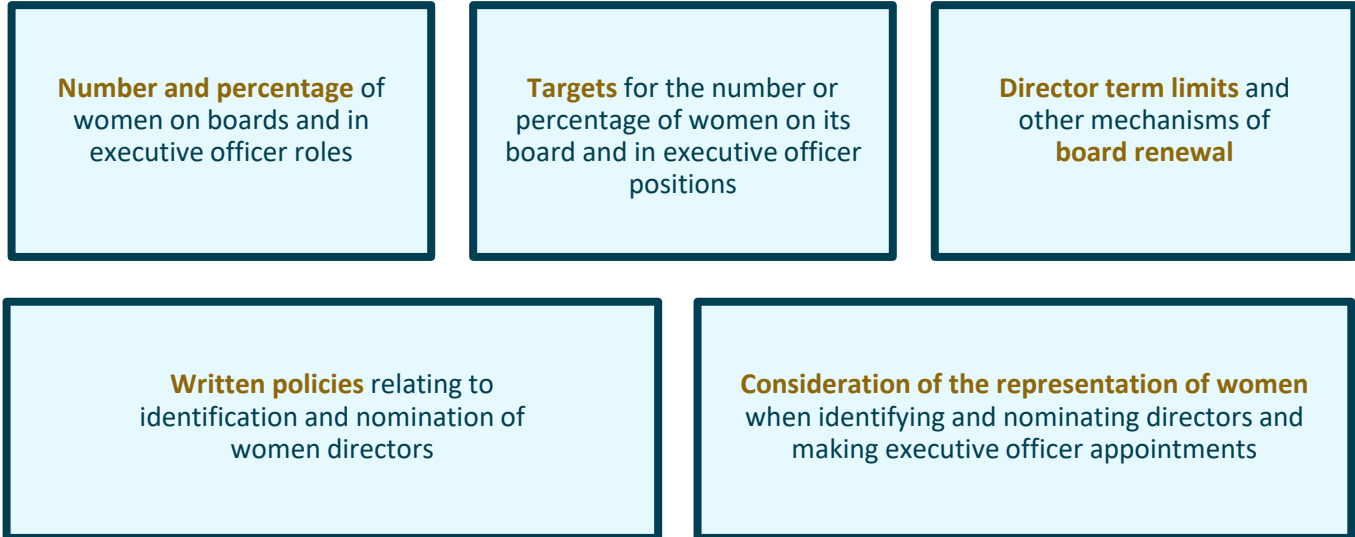 Number and percentage of
women on boards and in
executive officer roles
Targets for the number or
percentage of women on its
board and in executive officer
positions
Director term limits and
other mechanisms of
board renewal
Written policies relating to
identification and nomination of
women directors
Consideration of the representation of women
when identifying and nominating directors and
making executive officer appointments